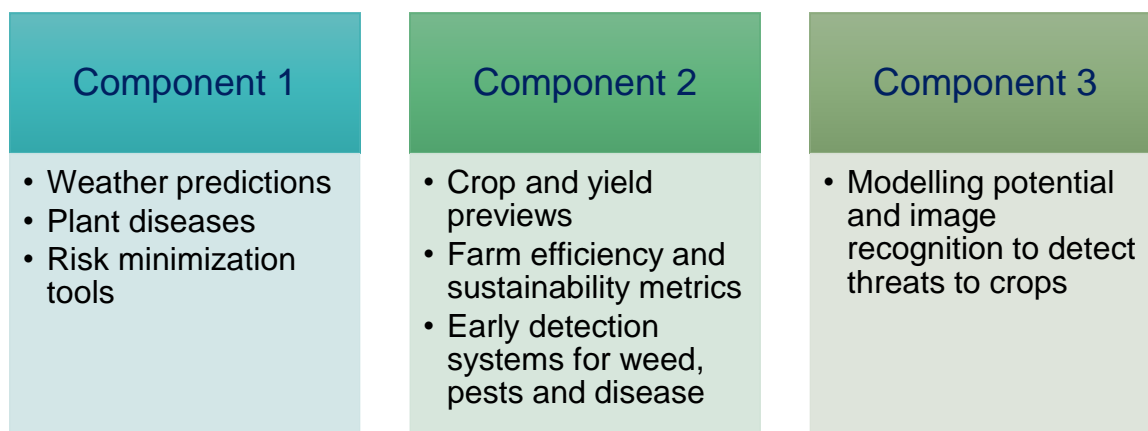 Component 1
• Weather predictions
• Plant diseases
• Risk minimization
tools
Component 2
• Crop and yield
previews
• Farm efficiency and
sustainability metrics
• Early detection
systems for weed,
pests and disease
Component 3
• Modelling potential
and image
recognition to detect
threats to crops